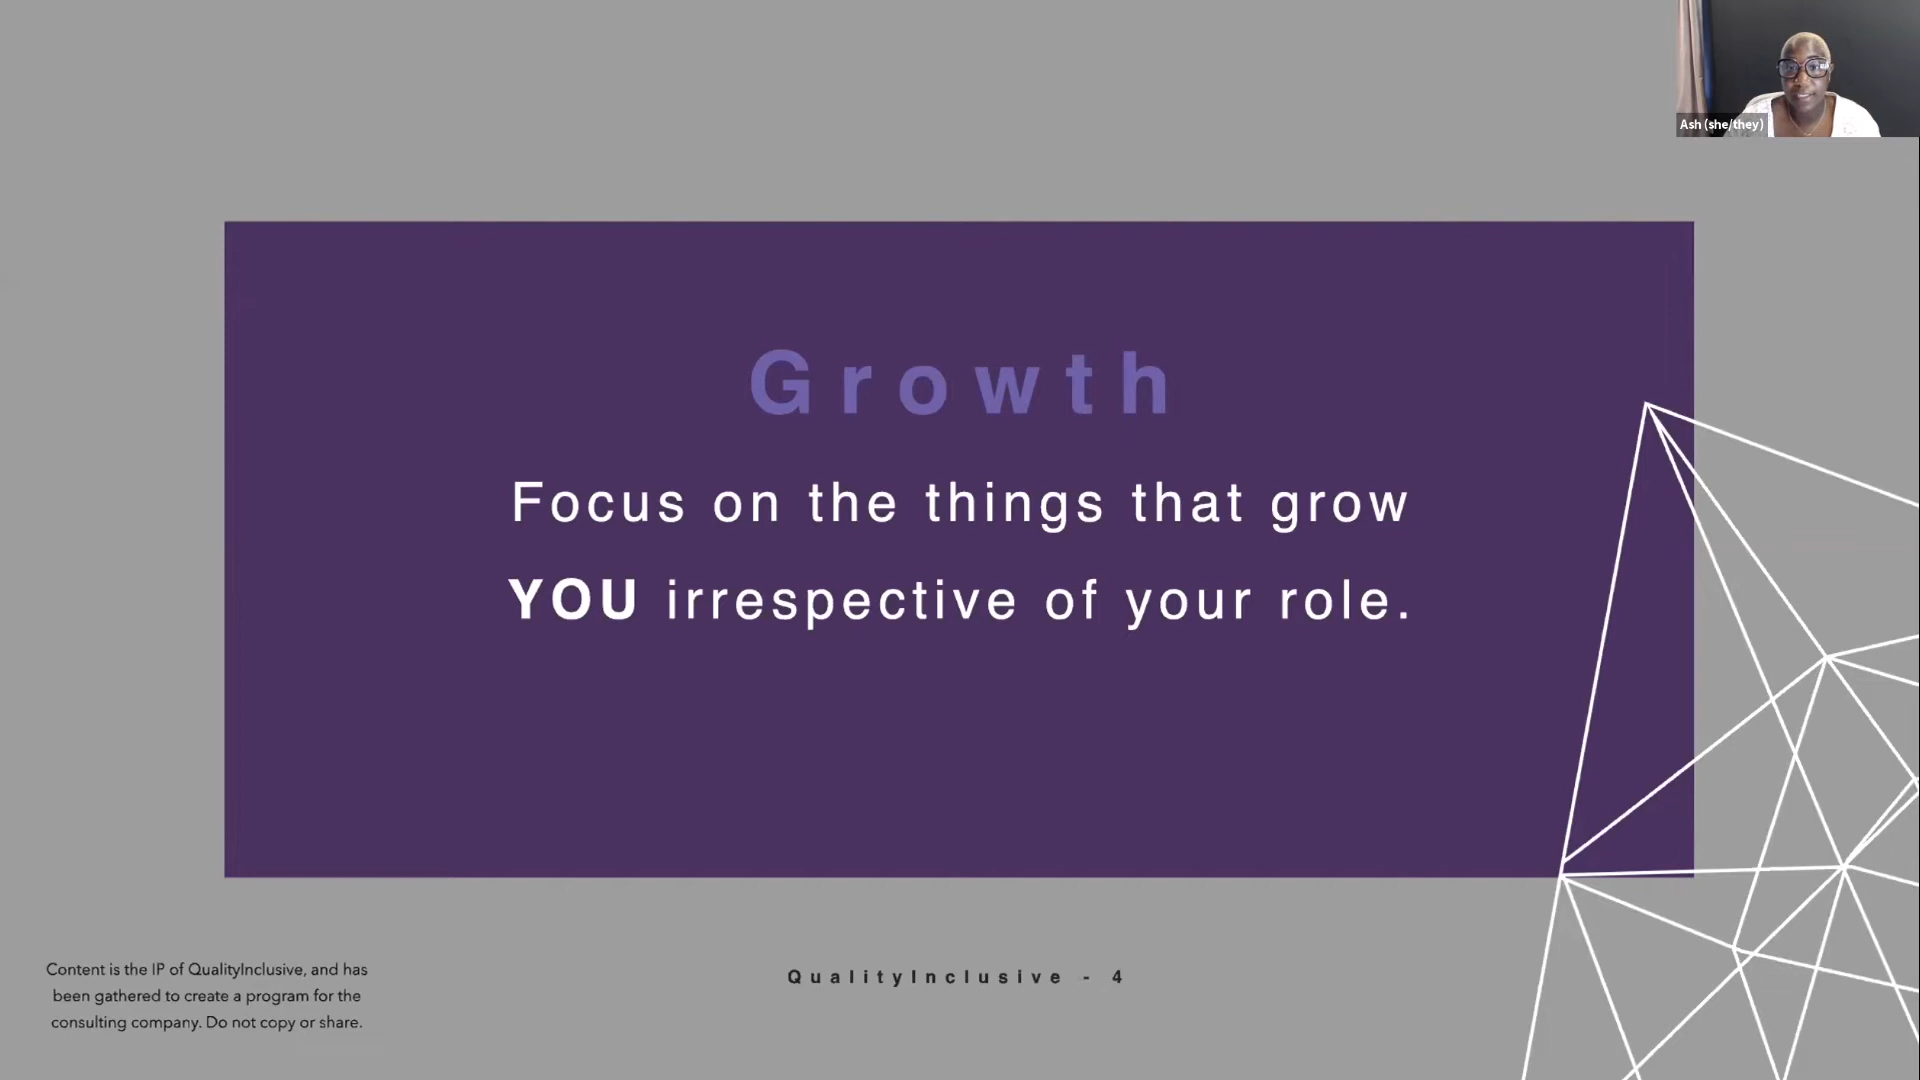 Ash (she/they)
Growth
Focus on the things that grow
YOU irrespective of your role.
Content is the IP of QualityInclusive, and has
been gathered to create a program for the
consulting company. Do not copy or share.
QualityInclusive - 4